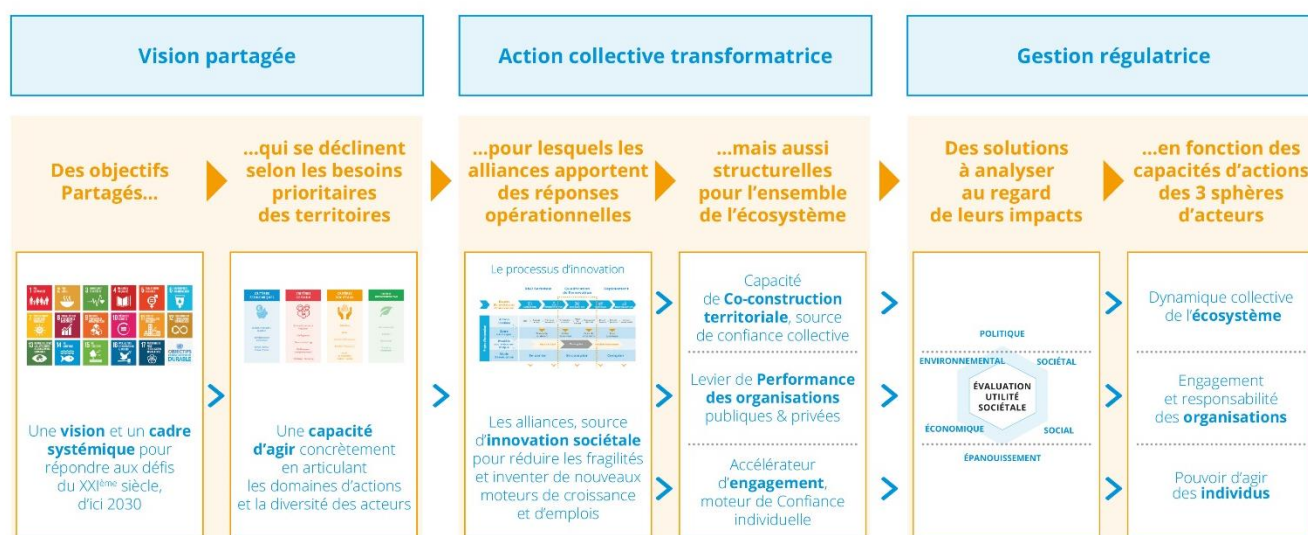 Vision partagée
Action collective transformatrice
Gestion régulatrice
Des objectifs
Partagés...
...qui se déclinent
selon les besoins
prioritaires
des territoires
...pour lesquels les
alliances apportent
des réponses
opérationnelles
...mais aussi
structurelles
pour l'ensemble
de l'écosystème
Des solutions
à analyser
au regard
de leurs impacts
...en fonction des
capacités d'actions
des 3 sphères
d'acteurs
Une vision et un cadre
systémique pour
répondre aux défis
du XXIème siècle,
d'ici 2030
Une capacité
d'agir concrètement
en articulant
les domaines d'actions
et la diversité des acteurs
Le processus d'innovation
Les alliances, source
d'innovation sociétale
pour réduire les fragilités
et inventer de nouveaux
moteurs de croissance
et d'emplois
Capacité
de Co-construction
territoriale, source
de confiance collective
Levier de Performance
des organisations
publiques & privées
Accélérateur
d'engagement,
moteur de Confiance
individuelle
POLITIQUE
ENVIRONNEMENTAL
SOCIÉTAL
ÉVALUATION
UTILITÉ
SOCIÉTALE
ÉCONOMIQUE
SOCIAL
ÉPANOUISSEMENT
Dynamique collective
de l'écosystème
Engagement
et responsabilité
des organisations
Pouvoir d'agir
des individus